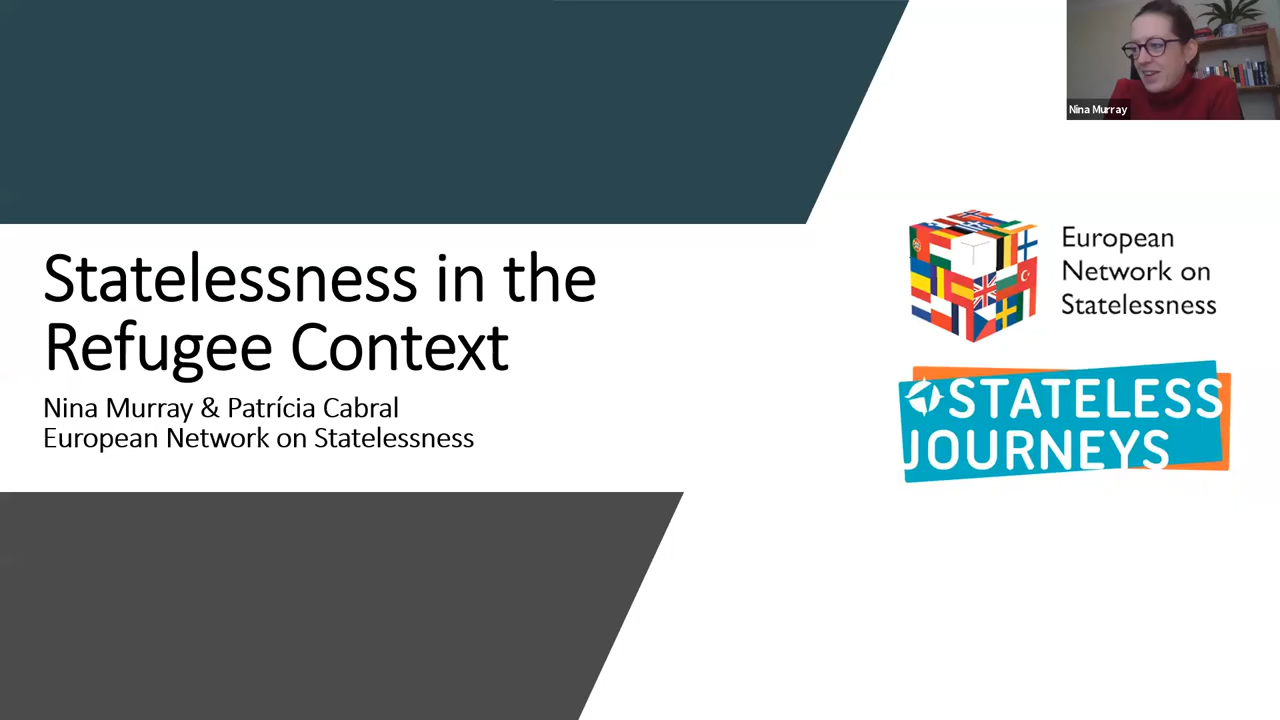 Nina Murray
Statelessness in the
Refugee Context
Nina Murray & Patrícia Cabral
European Network on Statelessness
European
Network on
Statelessness
STATELESS
JOURNEYS